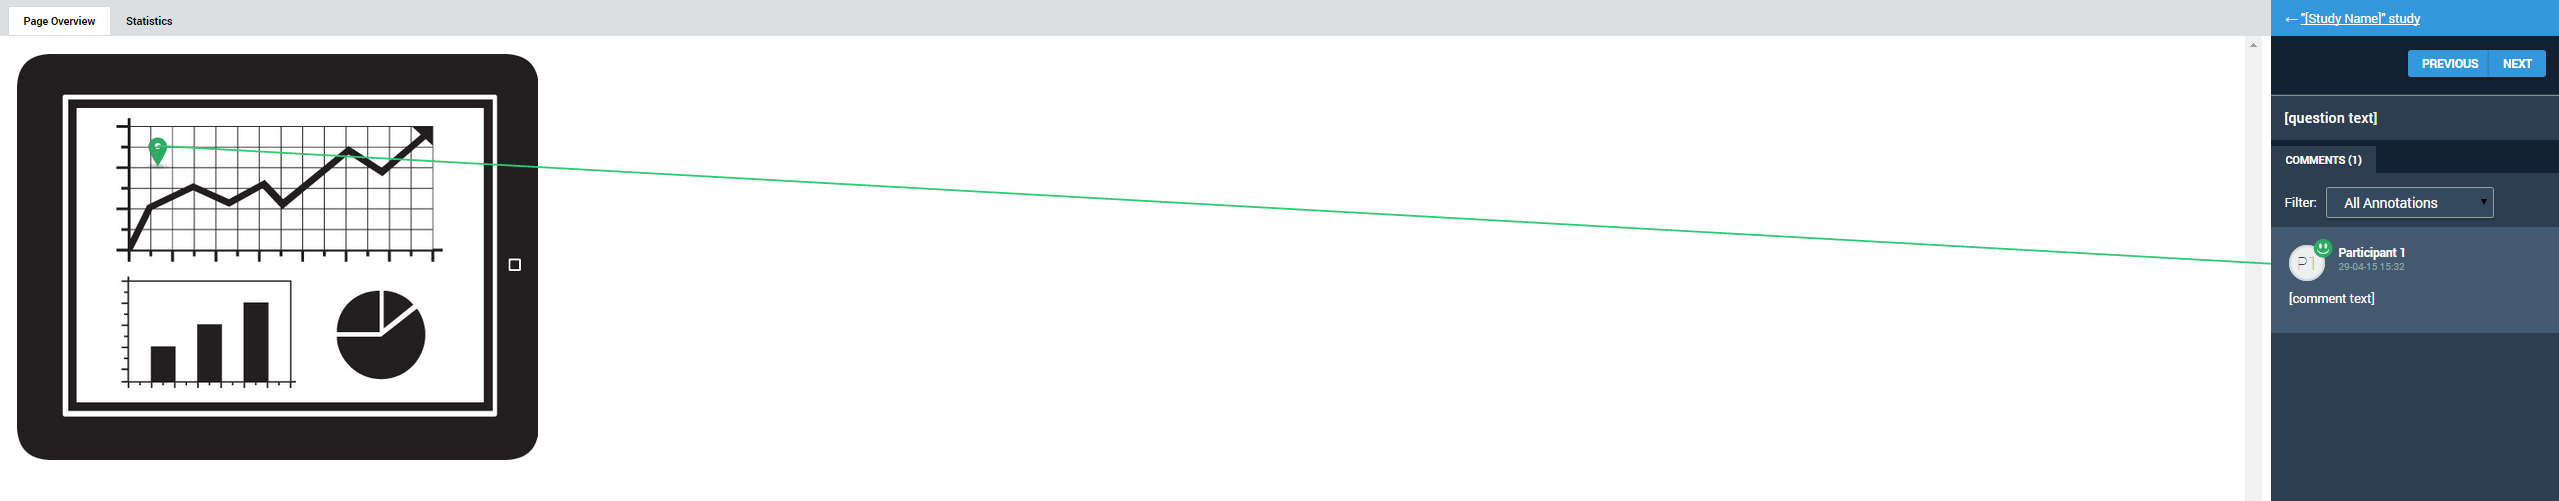 Page Overview
Statistics
←"[Study Name]" study
PREVIOUS
NEXT
[question text]
COMMENTS (1)
Filter:
All Annotations
P1
Participant 1
29-04-15 15:32
[comment text]